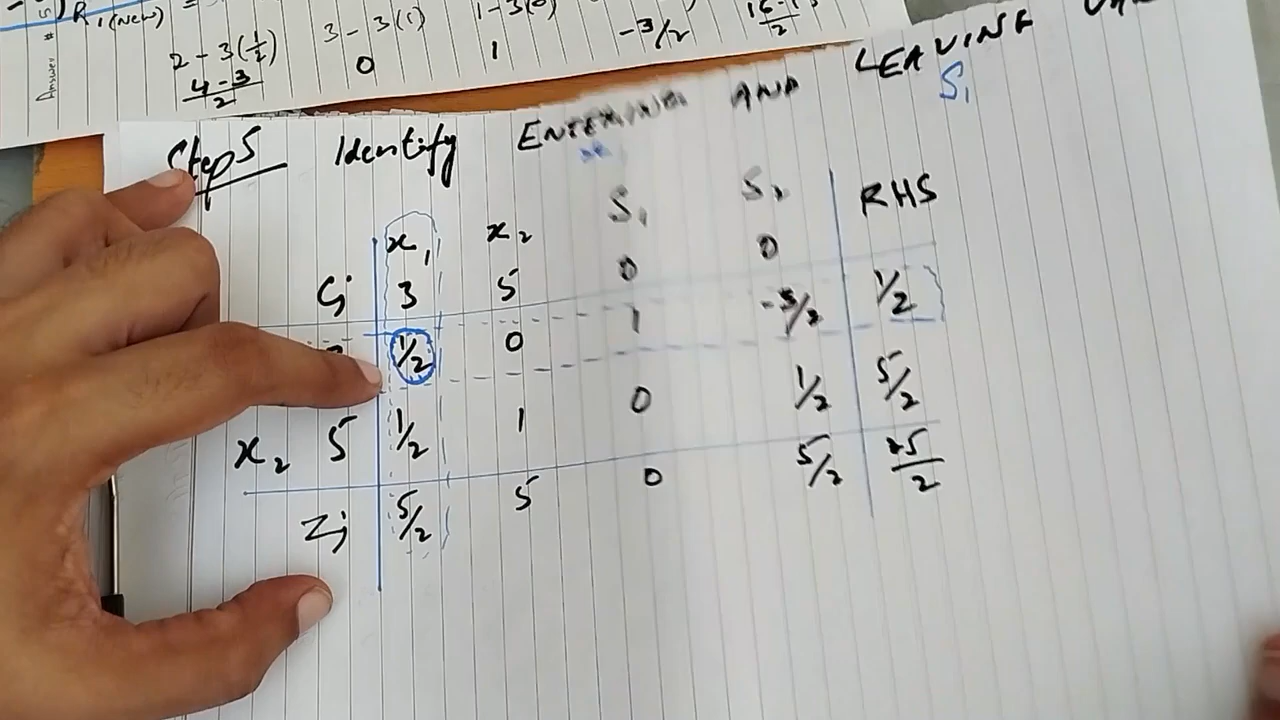 R1(New) =
2 - 3(1/2) 3 - 3(1) 1 - 3(0)
4-3/2 0 1 -3/2
Answer #
Step 5 Identify ENTERING AND LEAVING
S1
x1 x2 S1 S2 RHS
Cj 3 5 0 0
1/2 0 1 -3/2 1/2
x2 5 1/2 1 0 1/2 5/2
Zj 5/2 5 0 5/2 25/2